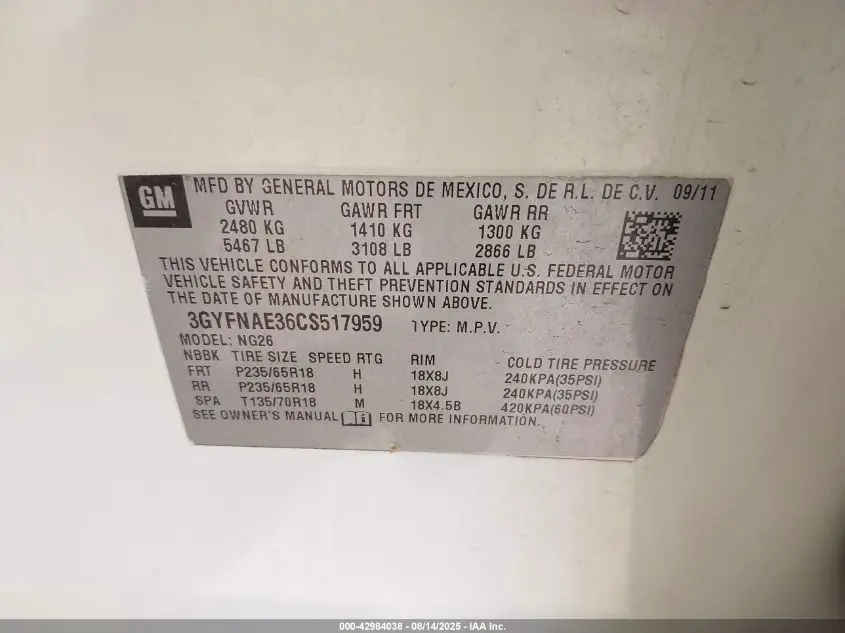 GM
MFD BY GENERAL MOTORS DE MEXICO, S. DE R.L. DE C.V. 09/11
GVWR GAWR FRT GAWR RR
2480 KG 1410 KG 1300 KG
5467 LB 3108 LB 2866 LB
THIS VEHICLE CONFORMS TO ALL APPLICABLE U.S. FEDERAL MOTOR
VEHICLE SAFETY AND THEFT PREVENTION STANDARDS IN EFFECT ON
THE DATE OF MANUFACTURE SHOWN ABOVE.
3GYFNAE36CS517959 TYPE: M.P.V.
MODEL: NG26
NBBK TIRE SIZE SPEED RTG RIM COLD TIRE PRESSURE
FRT P235/65R18 H 18X8J 240KPA(35PSI)
RR P235/65R18 H 18X8J 240KPA(35PSI)
SPA T135/70R18 M 18X4.5B 420KPA(60PSI)
SEE OWNER'S MANUAL FOR MORE INFORMATION.
000-42984038 - 08/14/2025 - IAA Inc.